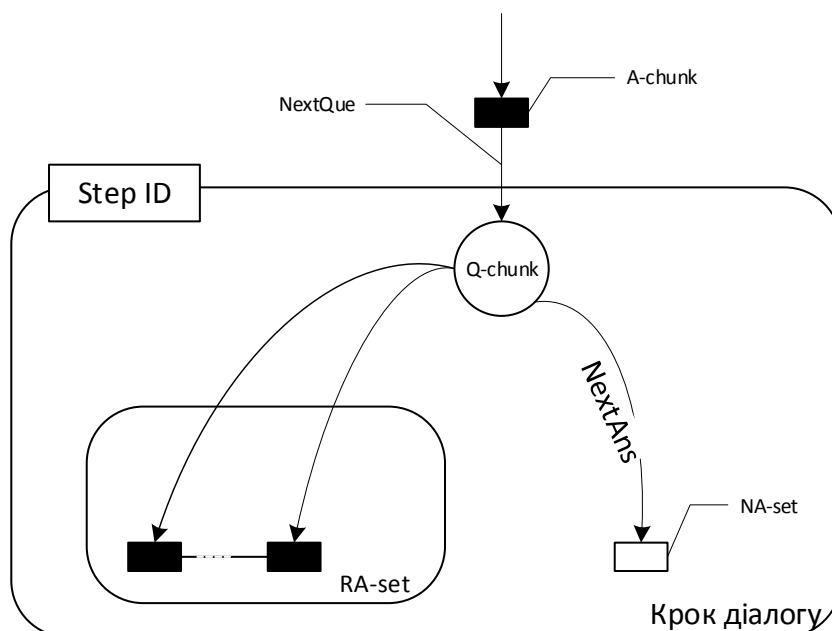 A-chunk
NextQue
Step ID
Q-chunk
NextAns
NA-set
RA-set
Крок діалогу